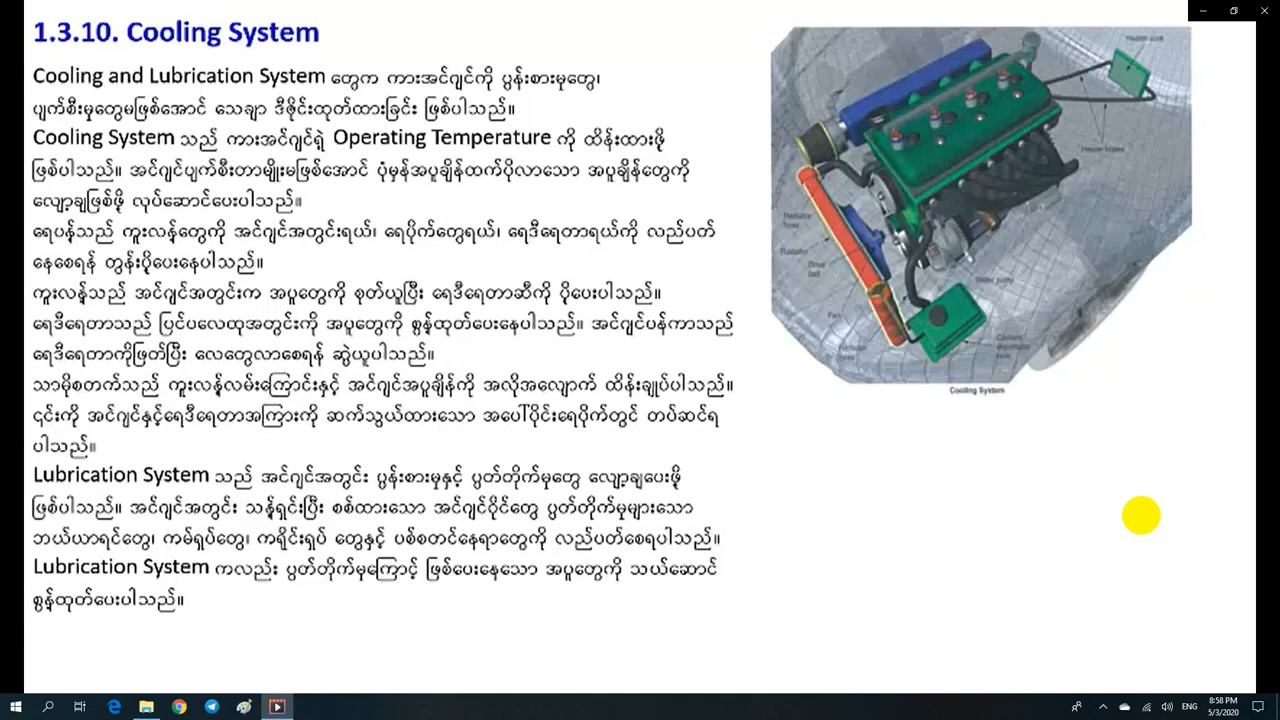 1.3.10. Cooling System
Cooling and Lubrication System တွေက ကားအင်ဂျင်ကို ပွန်းစားမှုတွေ၊
ပျက်စီးမှုတွေမဖြစ်အောင် သေချာ ဒီဇိုင်းထုတ်ထားခြင်း ဖြစ်ပါသည်။
Cooling System သည် ကားအင်ဂျင်ရဲ့ Operating Temperature ကို ထိန်းထားဖို့
ဖြစ်ပါသည်။ အင်ဂျင်ပျက်စီးတာမျိုးမဖြစ်အောင် ပုံမှန်အပူချိန်ထက်ပိုလာသော အပူချိန်တွေကို
လျော့ချဖြစ်ဖို့ လုပ်ဆောင်ပေးပါသည်။
ရေပန့်သည် ကူးလန့်တွေကို အင်ဂျင်အတွင်းရယ်၊ ရေပိုက်တွေရယ်၊ ရေဒီရေတာရယ်ကို လည်ပတ်
နေစေရန် တွန်းပို့ပေးနေပါသည်။
ကူးလန့်သည် အင်ဂျင်အတွင်းက အပူတွေကို စုတ်ယူပြီး ရေဒီရေတာဆီကို ပို့ပေးပါသည်။
ရေဒီရေတာသည် ပြင်ပလေထုအတွင်းကို အပူတွေကို စွန့်ထုတ်ပေးနေပါသည်။ အင်ဂျင်ပန်ကာသည်
ရေဒီရေတာကိုဖြတ်ပြီး လေတွေလာစေရန် ဆွဲယူပါသည်။
သာမိုစတက်သည် ကူးလန့်လမ်းကြောင်းနှင့် အင်ဂျင်အပူချိန်ကို အလိုအလျောက် ထိန်းချုပ်ပါသည်။
၎င်းကို အင်ဂျင်နှင့်ရေဒီရေတာအကြားကို ဆက်သွယ်ထားသော အပေါ်ပိုင်းရေပိုက်တွင် တပ်ဆင်ရ
ပါသည်။
Lubrication System သည် အင်ဂျင်အတွင်း ပွန်းစားမှုနှင့် ပွတ်တိုက်မှုတွေ လျော့ချပေးဖို့
ဖြစ်ပါသည်။ အင်ဂျင်အတွင်း သန့်ရှင်းပြီး စစ်ထားသော အင်ဂျင်ဝိုင်တွေ ပွတ်တိုက်မှုများသော
ဘယ်ယာရင်တွေ၊ ကမ်ရှပ်တွေ၊ ကရိုင်းရှပ် တွေနှင့် ပစ်စတင်နေရာတွေကို လည်ပတ်စေရပါသည်။
Lubrication System ကလည်း ပွတ်တိုက်မှုကြောင့် ဖြစ်ပေးနေသော အပူတွေကို သယ်ဆောင်
စွန့်ထုတ်ပေးပါသည်။
Heater core
Heater hoses
Radiator
hose
Radiator
Drive
belt
Water pump
Fan
Radiator
hose
Coolant
tank
Cooling System
ENG
8:58 PM
5/3/2020